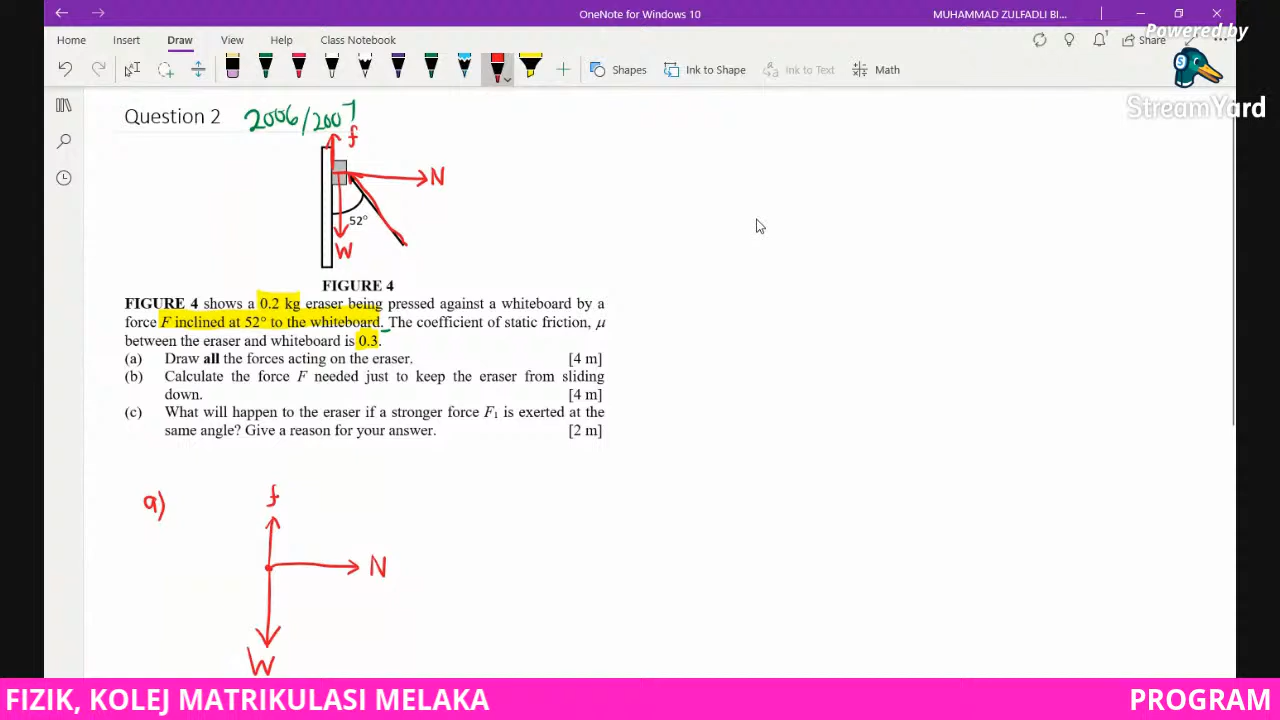 OneNote for Windows 10
MUHAMMAD ZULFADLI BI...
Powered by
Home Insert Draw View Help Class Notebook
Share
Shapes
Ink to Shape
Ink to Text
Math
S
StreamYard
Question 2 2006/2007
f
N
52°
W
FIGURE 4
FIGURE 4 shows a 0.2 kg eraser being pressed against a whiteboard by a
force F inclined at 52° to the whiteboard. The coefficient of static friction, μ
between the eraser and whiteboard is 0.3.
(a) Draw all the forces acting on the eraser. [4 m]
(b) Calculate the force F needed just to keep the eraser from sliding
down. [4 m]
(c) What will happen to the eraser if a stronger force F₁ is exerted at the
same angle? Give a reason for your answer. [2 m]
a)
f
N
W
FIZIK, KOLEJ MATRIKULASI MELAKA
PROGRAM